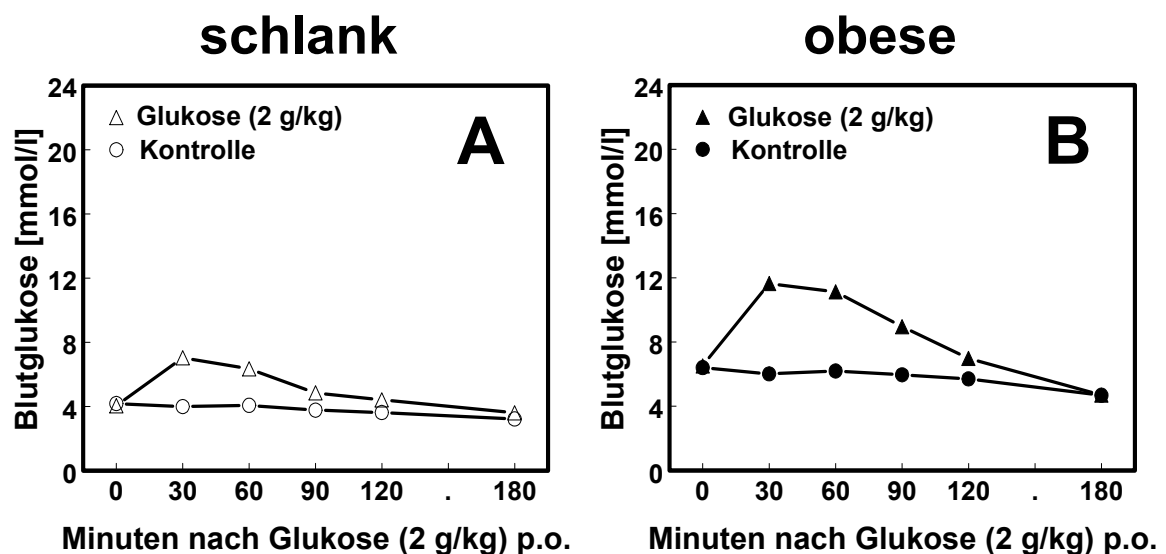 schlank
24
20
16
12
8
4
0
Blutglukose [mmol/l]
Glukose (2 g/kg)
Kontrolle
A
0 30 60 90 120 . 180
Minuten nach Glukose (2 g/kg) p.o.
obese
24
20
16
12
8
4
0
Blutglukose [mmol/l]
Glukose (2 g/kg)
Kontrolle
B
0 30 60 90 120 . 180
Minuten nach Glukose (2 g/kg) p.o.